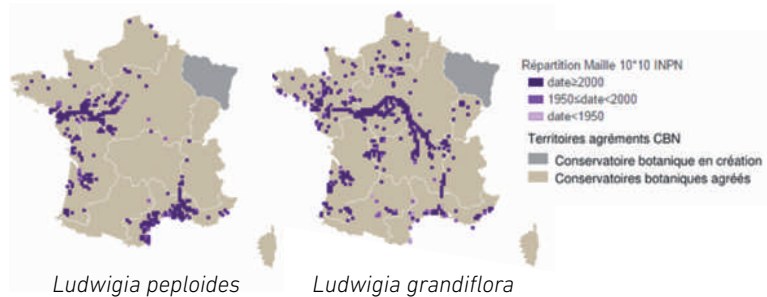 Répartition Maille 10*10 INPN
date≥2000
1950≤date<2000
date<1950
Territoires agréments CBN
Conservatoire botanique en création
Conservatoires botaniques agréés
Ludwigia peploides
Ludwigia grandiflora